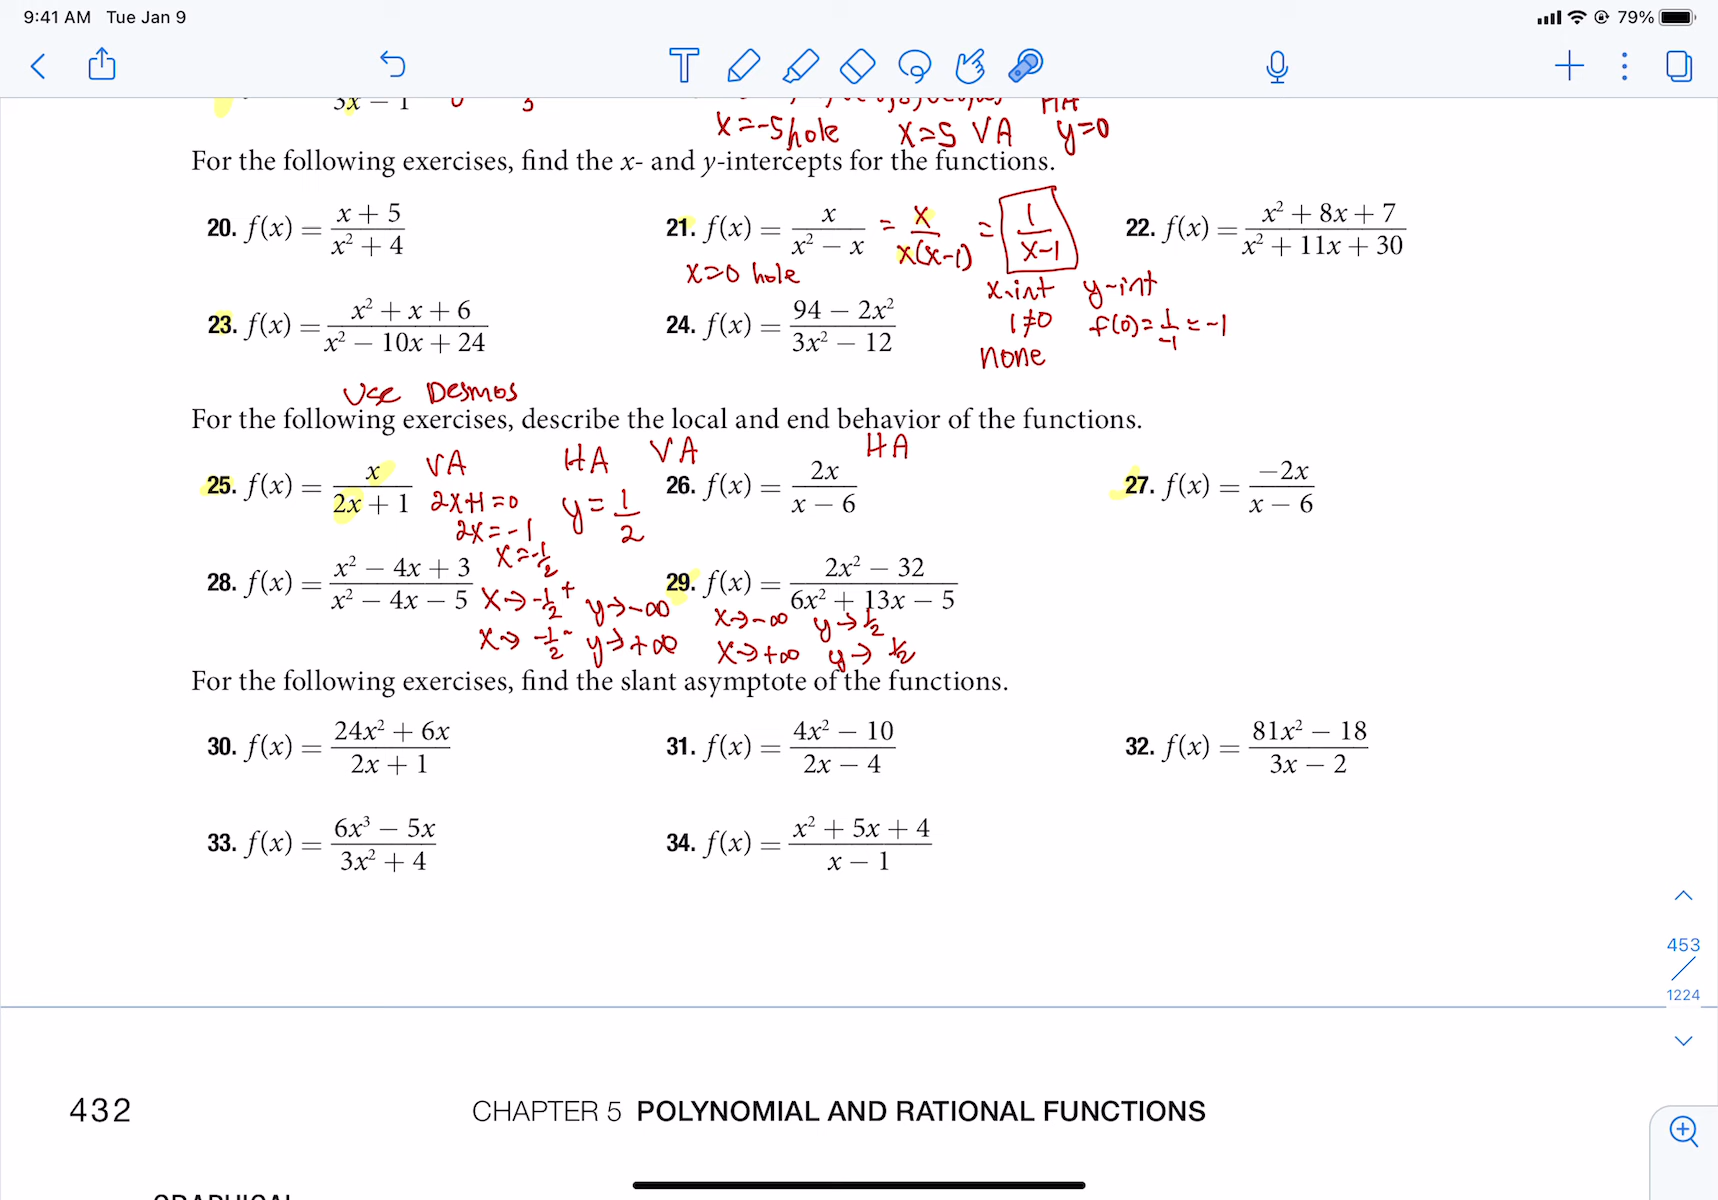 9:41 AM Tue Jan 9 79%
3x − 1
x=-5 hole x=5 VA y=0
HA
For the following exercises, find the x- and y-intercepts for the functions.
20. f(x) = (x + 5)/(x² + 4)
21. f(x) = x/(x² − x) = x/(x(x-1)) = 1/(x-1)
x=0 hole
x-int y-int
1≠0 f(0)=1/-1=-1
none
22. f(x) = (x² + 8x + 7)/(x² + 11x + 30)
23. f(x) = (x² + x + 6)/(x² − 10x + 24)
24. f(x) = (94 − 2x²)/(3x² − 12)
Use Desmos
For the following exercises, describe the local and end behavior of the functions.
25. f(x) = x/(2x + 1)
VA HA VA HA
2x+1=0 y=1/2
2x=-1
x=-1/2
26. f(x) = 2x/(x − 6)
27. f(x) = −2x/(x − 6)
28. f(x) = (x² − 4x + 3)/(x² − 4x − 5)
x→-1/2⁺ y→-∞
x→-1/2⁻ y→+∞
29. f(x) = (2x² − 32)/(6x² + 13x − 5)
x→-∞ y→1/2
x→+∞ y→1/2
For the following exercises, find the slant asymptote of the functions.
30. f(x) = (24x² + 6x)/(2x + 1)
31. f(x) = (4x² − 10)/(2x − 4)
32. f(x) = (81x² − 18)/(3x − 2)
33. f(x) = (6x³ − 5x)/(3x² + 4)
34. f(x) = (x² + 5x + 4)/(x − 1)
453
1224
432 CHAPTER 5 POLYNOMIAL AND RATIONAL FUNCTIONS